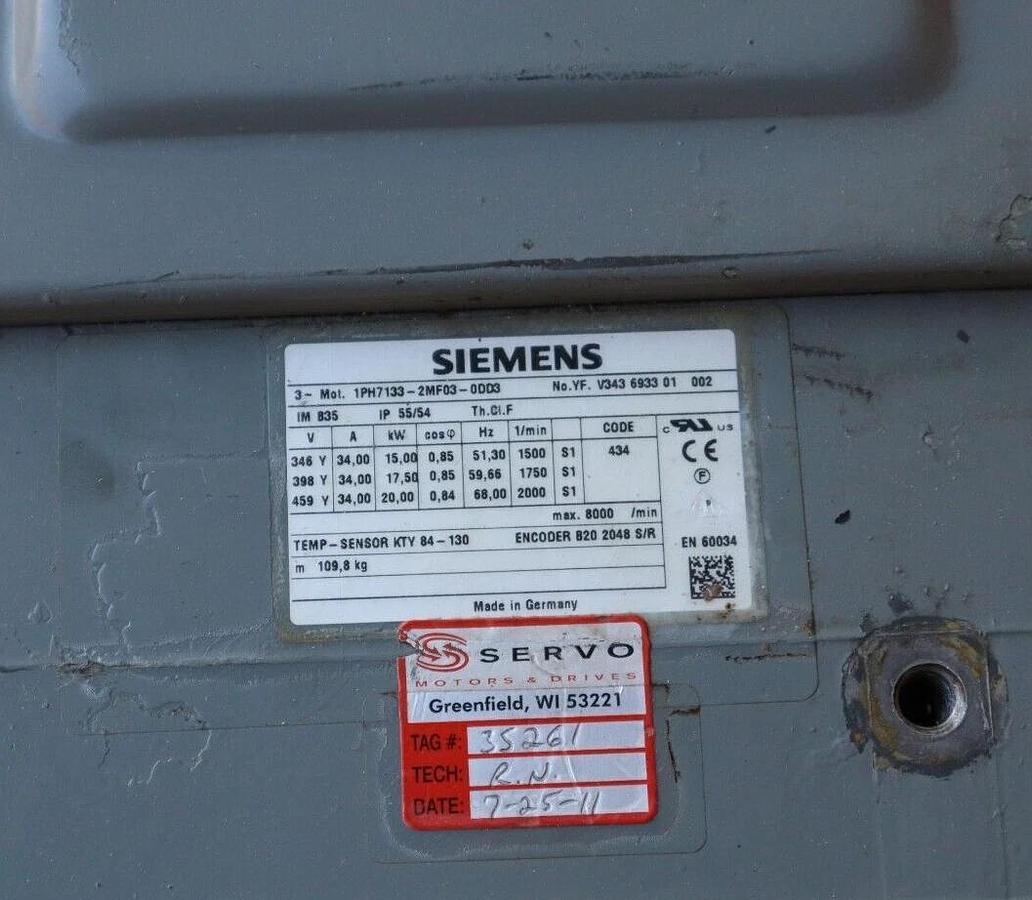 SIEMENS
3~ Mot. 1PH7133-2MF03-0DD3 No.YF. V343 6933 01 002
IM B35 IP 55/54 Th.Cl.F
V A kW cosφ Hz 1/min CODE
346 Y 34,00 15,00 0,85 51,30 1500 S1 434
398 Y 34,00 17,50 0,85 59,66 1750 S1
459 Y 34,00 20,00 0,84 68,00 2000 S1
max. 8000 /min
TEMP-SENSOR KTY 84-130 ENCODER B20 2048 S/R
m 109,8 kg
Made in Germany
c RU US
CE
F
EN 60034
S SERVO
MOTORS & DRIVES
Greenfield, WI 53221
TAG #: 35261
TECH: R.N.
DATE: 7-25-11